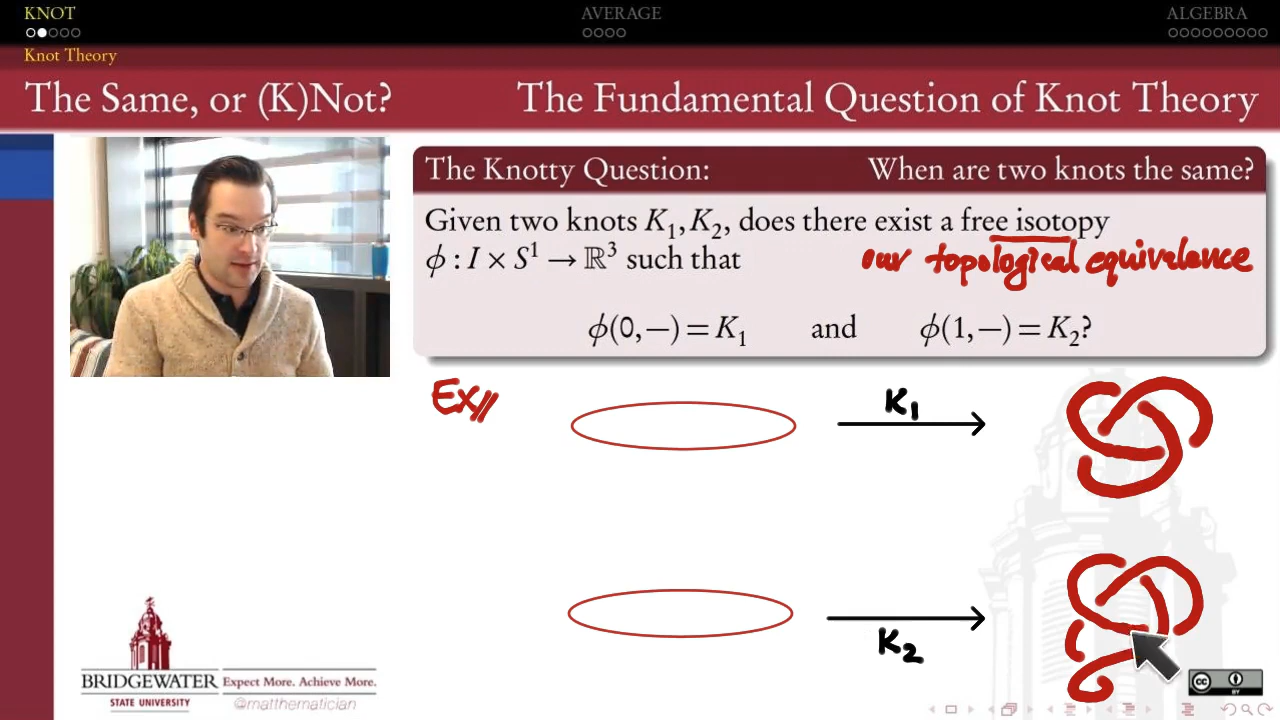 KNOT AVERAGE ALGEBRA
Knot Theory
The Same, or (K)Not? The Fundamental Question of Knot Theory
The Knotty Question: When are two knots the same?
Given two knots K₁, K₂, does there exist a free isotopy
ϕ : I × S¹ → ℝ³ such that our topological equivalence
ϕ(0, −) = K₁ and ϕ(1, −) = K₂?
Ex//
K₁
K₂
BRIDGEWATER STATE UNIVERSITY
Expect More. Achieve More.
@matthematician
CC BY